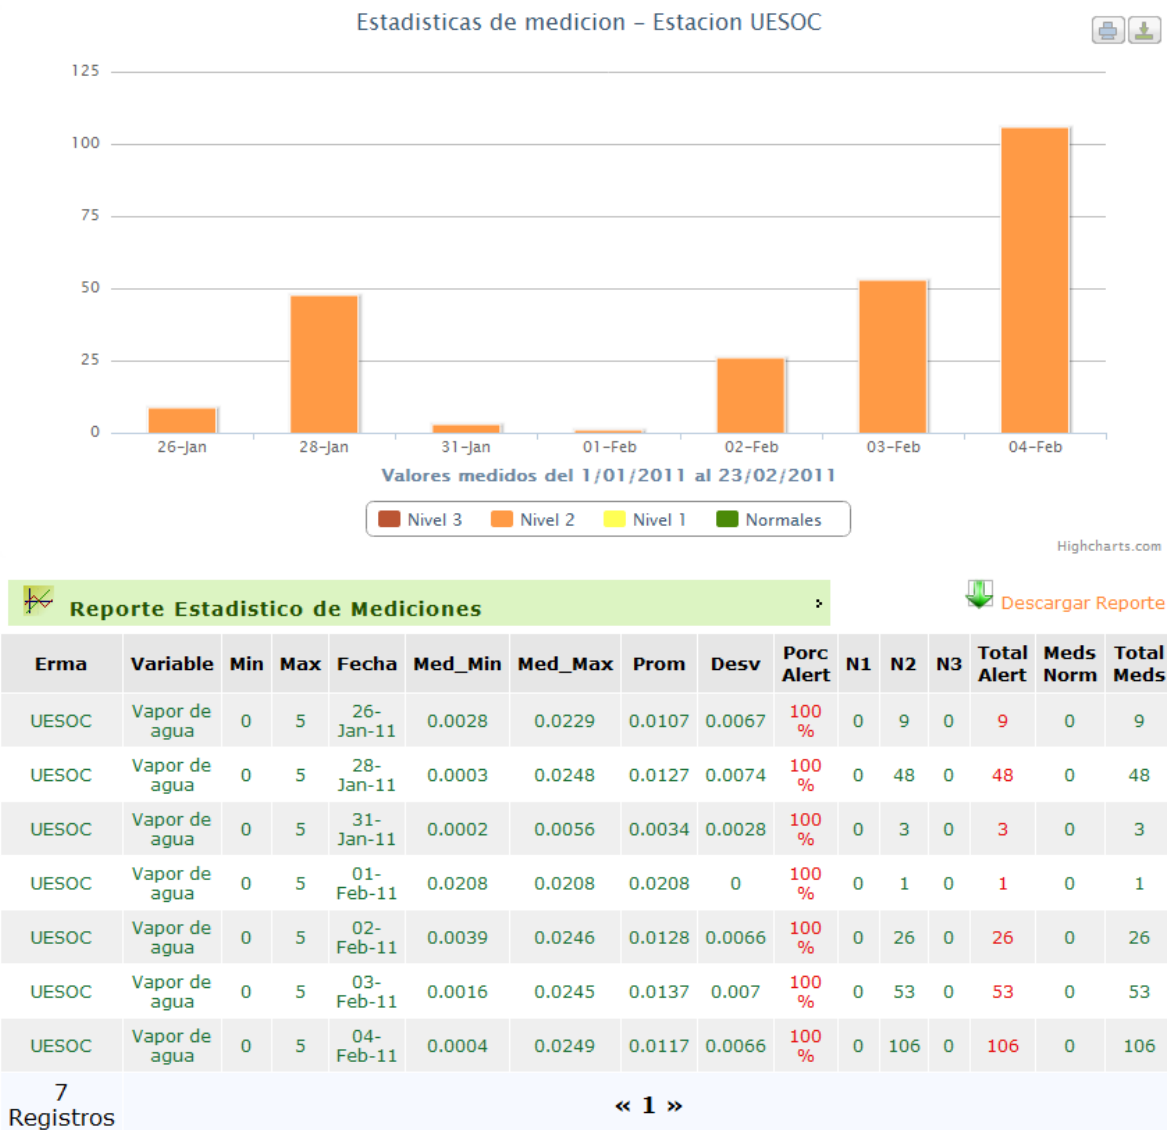 Estadisticas de medicion – Estacion UESOC
125
100
75
50
25
0
26-Jan 28-Jan 31-Jan 01-Feb 02-Feb 03-Feb 04-Feb
Valores medidos del 1/01/2011 al 23/02/2011
Nivel 3 Nivel 2 Nivel 1 Normales
Highcharts.com
Reporte Estadistico de Mediciones
Descargar Reporte
Erma Variable Min Max Fecha Med_Min Med_Max Prom Desv Porc Alert N1 N2 N3 Total Alert Meds Norm Total Meds
UESOC Vapor de agua 0 5 26-Jan-11 0.0028 0.0229 0.0107 0.0067 100 % 0 9 0 9 0 9
UESOC Vapor de agua 0 5 28-Jan-11 0.0003 0.0248 0.0127 0.0074 100 % 0 48 0 48 0 48
UESOC Vapor de agua 0 5 31-Jan-11 0.0002 0.0056 0.0034 0.0028 100 % 0 3 0 3 0 3
UESOC Vapor de agua 0 5 01-Feb-11 0.0208 0.0208 0.0208 0 100 % 0 1 0 1 0 1
UESOC Vapor de agua 0 5 02-Feb-11 0.0039 0.0246 0.0128 0.0066 100 % 0 26 0 26 0 26
UESOC Vapor de agua 0 5 03-Feb-11 0.0016 0.0245 0.0137 0.007 100 % 0 53 0 53 0 53
UESOC Vapor de agua 0 5 04-Feb-11 0.0004 0.0249 0.0117 0.0066 100 % 0 106 0 106 0 106
7 Registros « 1 »